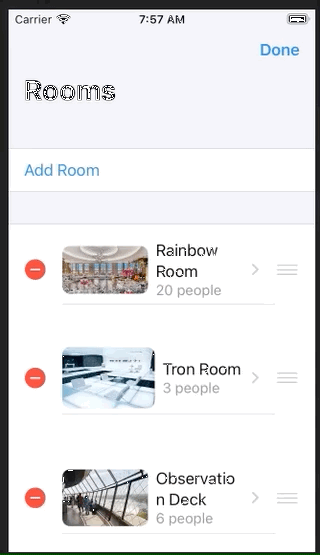 Carrier 7:57 AM
Done
Rooms
Add Room
Rainbow
Room
20 people
Tron Room
3 people
Observatio
n Deck
6 people